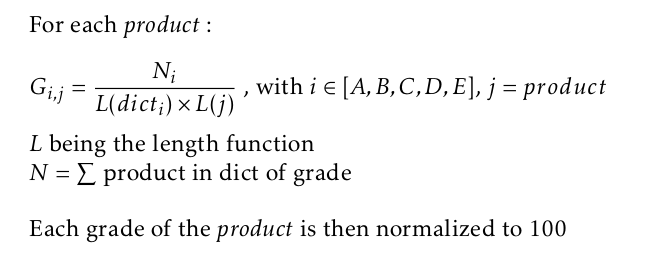 For each product :
G_{i,j} = \frac{N_i}{L(dict_i) × L(j)} , with i ∈ [A, B, C, D, E], j = product
L being the length function
N = ∑ product in dict of grade
Each grade of the product is then normalized to 100